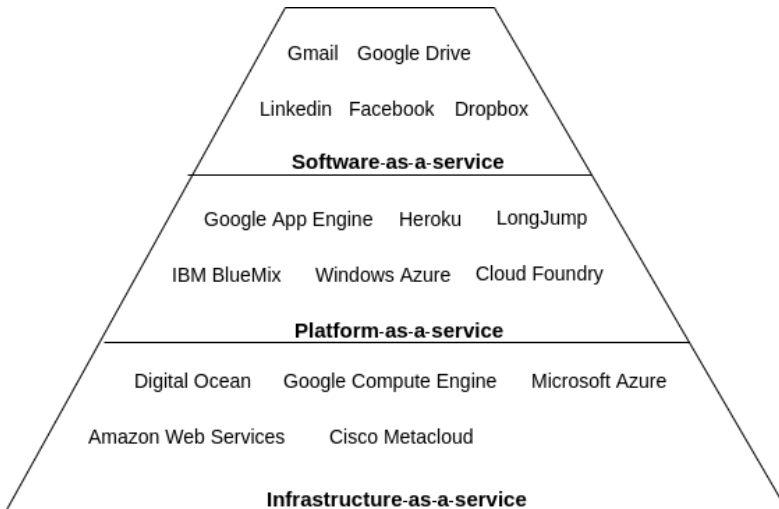 Gmail Google Drive
Linkedin Facebook Dropbox
Software-as-a-service
Google App Engine Heroku LongJump
IBM BlueMix Windows Azure Cloud Foundry
Platform-as-a-service
Digital Ocean Google Compute Engine Microsoft Azure
Amazon Web Services Cisco Metacloud
Infrastructure-as-a-service